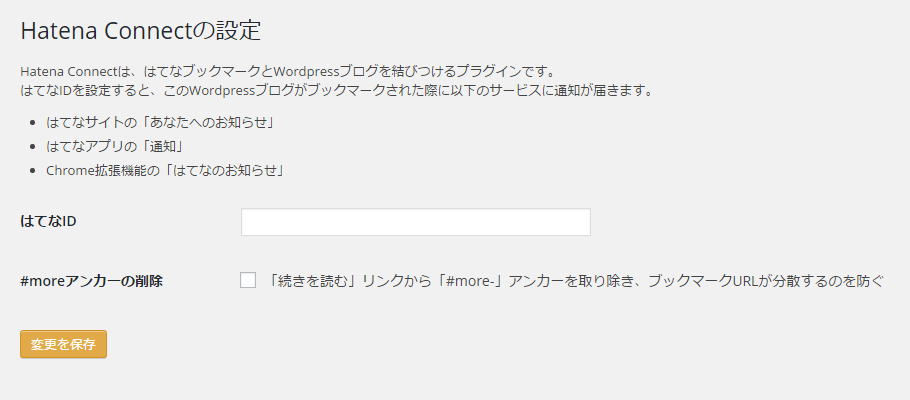 Hatena Connectの設定
Hatena Connectは、はてなブックマークとWordpressブログを結びつけるプラグインです。
はてなIDを設定すると、このWordpressブログがブックマークされた際に以下のサービスに通知が届きます。
はてなサイトの「あなたへのお知らせ」
はてなアプリの「通知」
Chrome拡張機能の「はてなのお知らせ」
はてなID
#moreアンカーの削除 「続きを読む」リンクから「#more-」アンカーを取り除き、ブックマークURLが分散するのを防ぐ
変更を保存